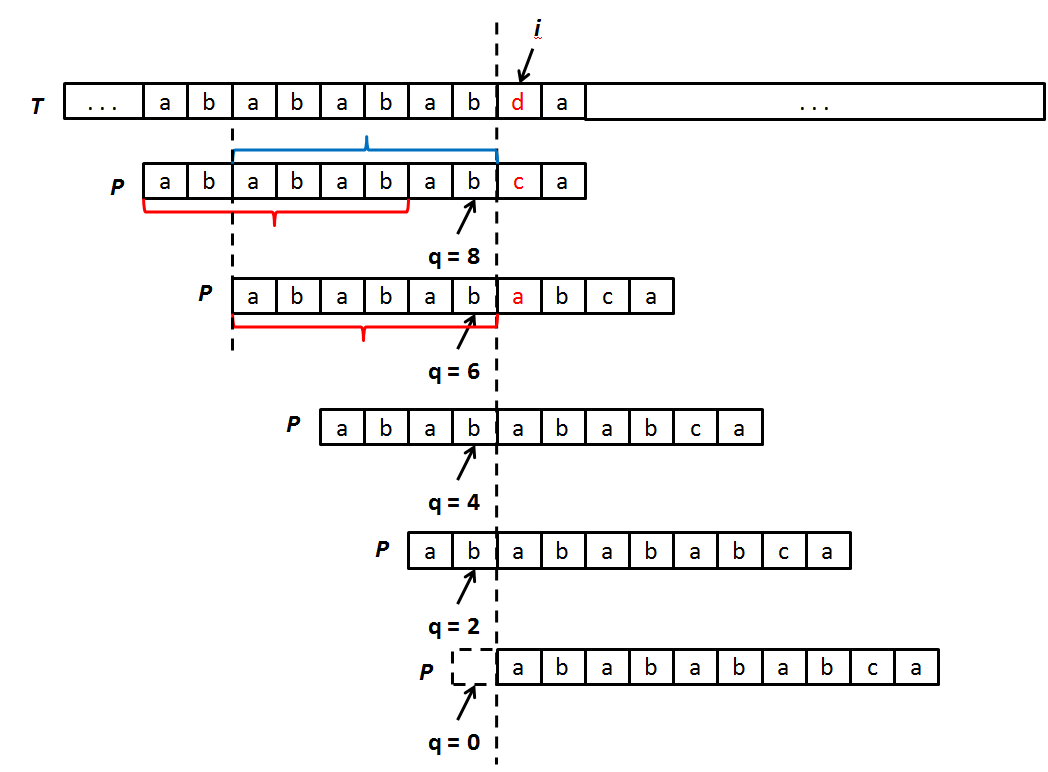 i
T ... a b a b a b a b d a ...
P a b a b a b a b c a
q = 8
P a b a b a b a b c a
q = 6
P a b a b a b a b c a
q = 4
P a b a b a b a b c a
q = 2
P a b a b a b a b c a
q = 0